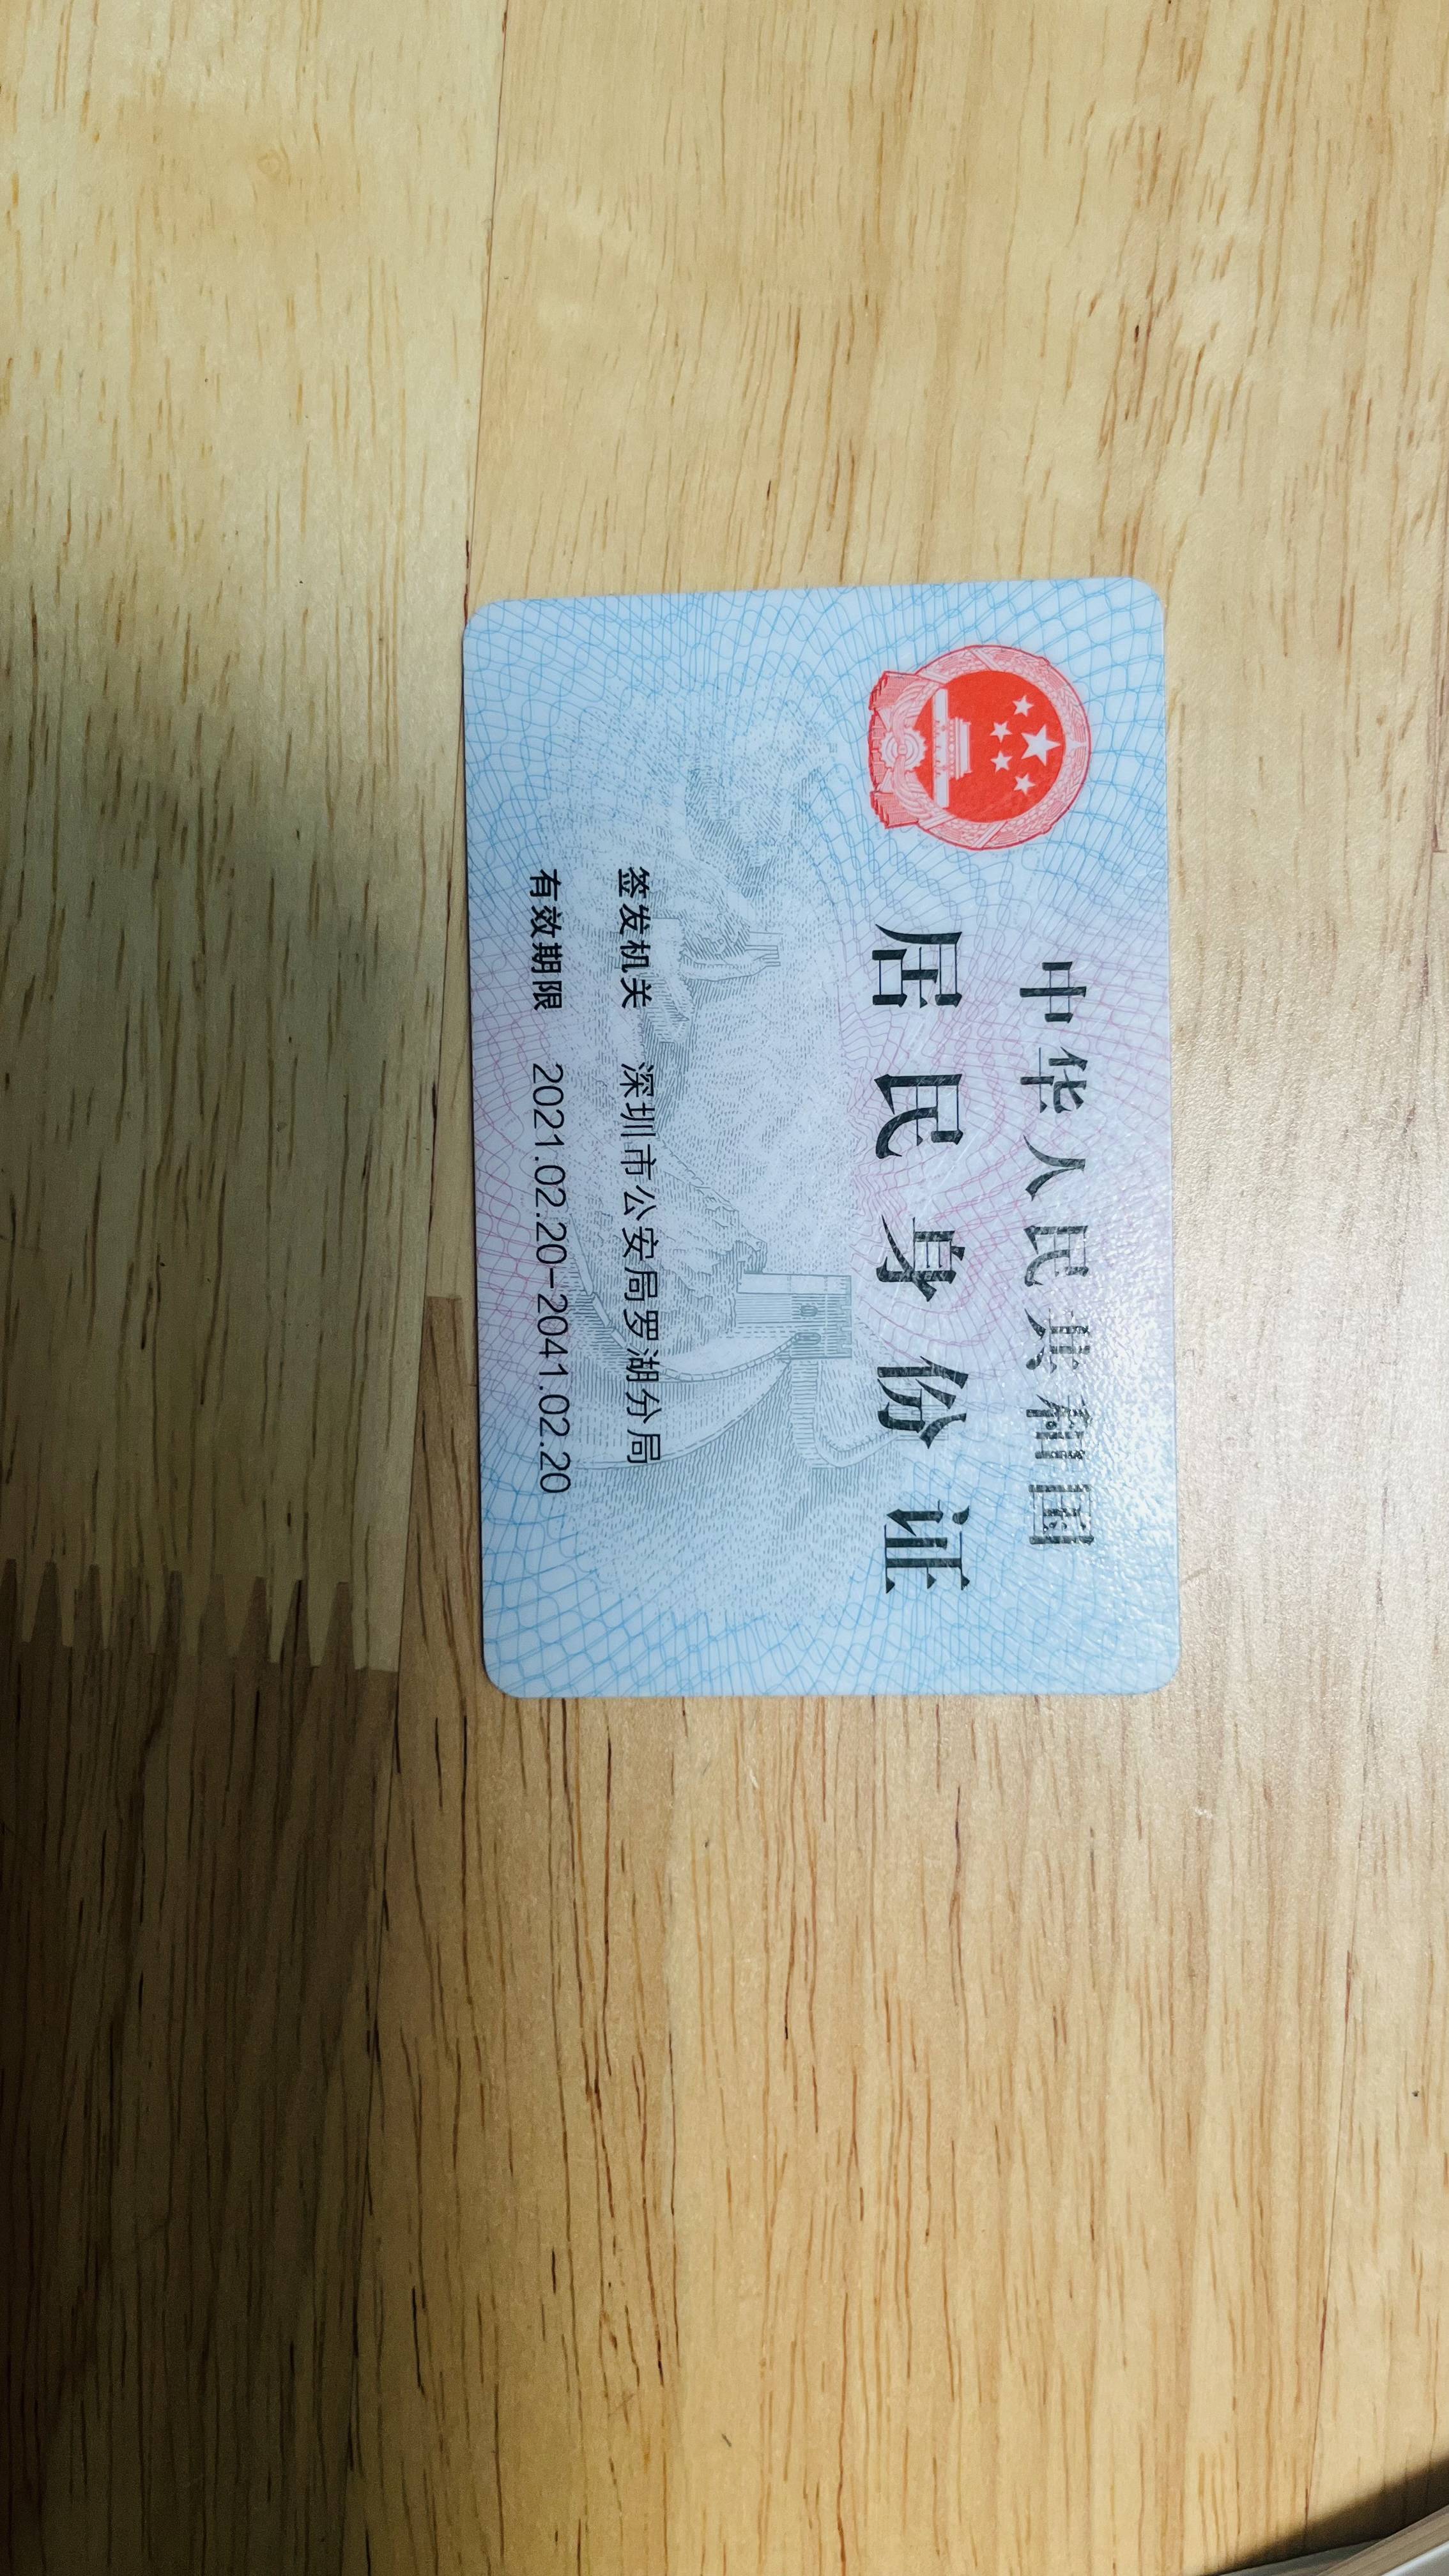 中华人民共和国
居民身份证
签发机关 深圳市公安局罗湖分局
有效期限 2021.02.20-2041.02.20